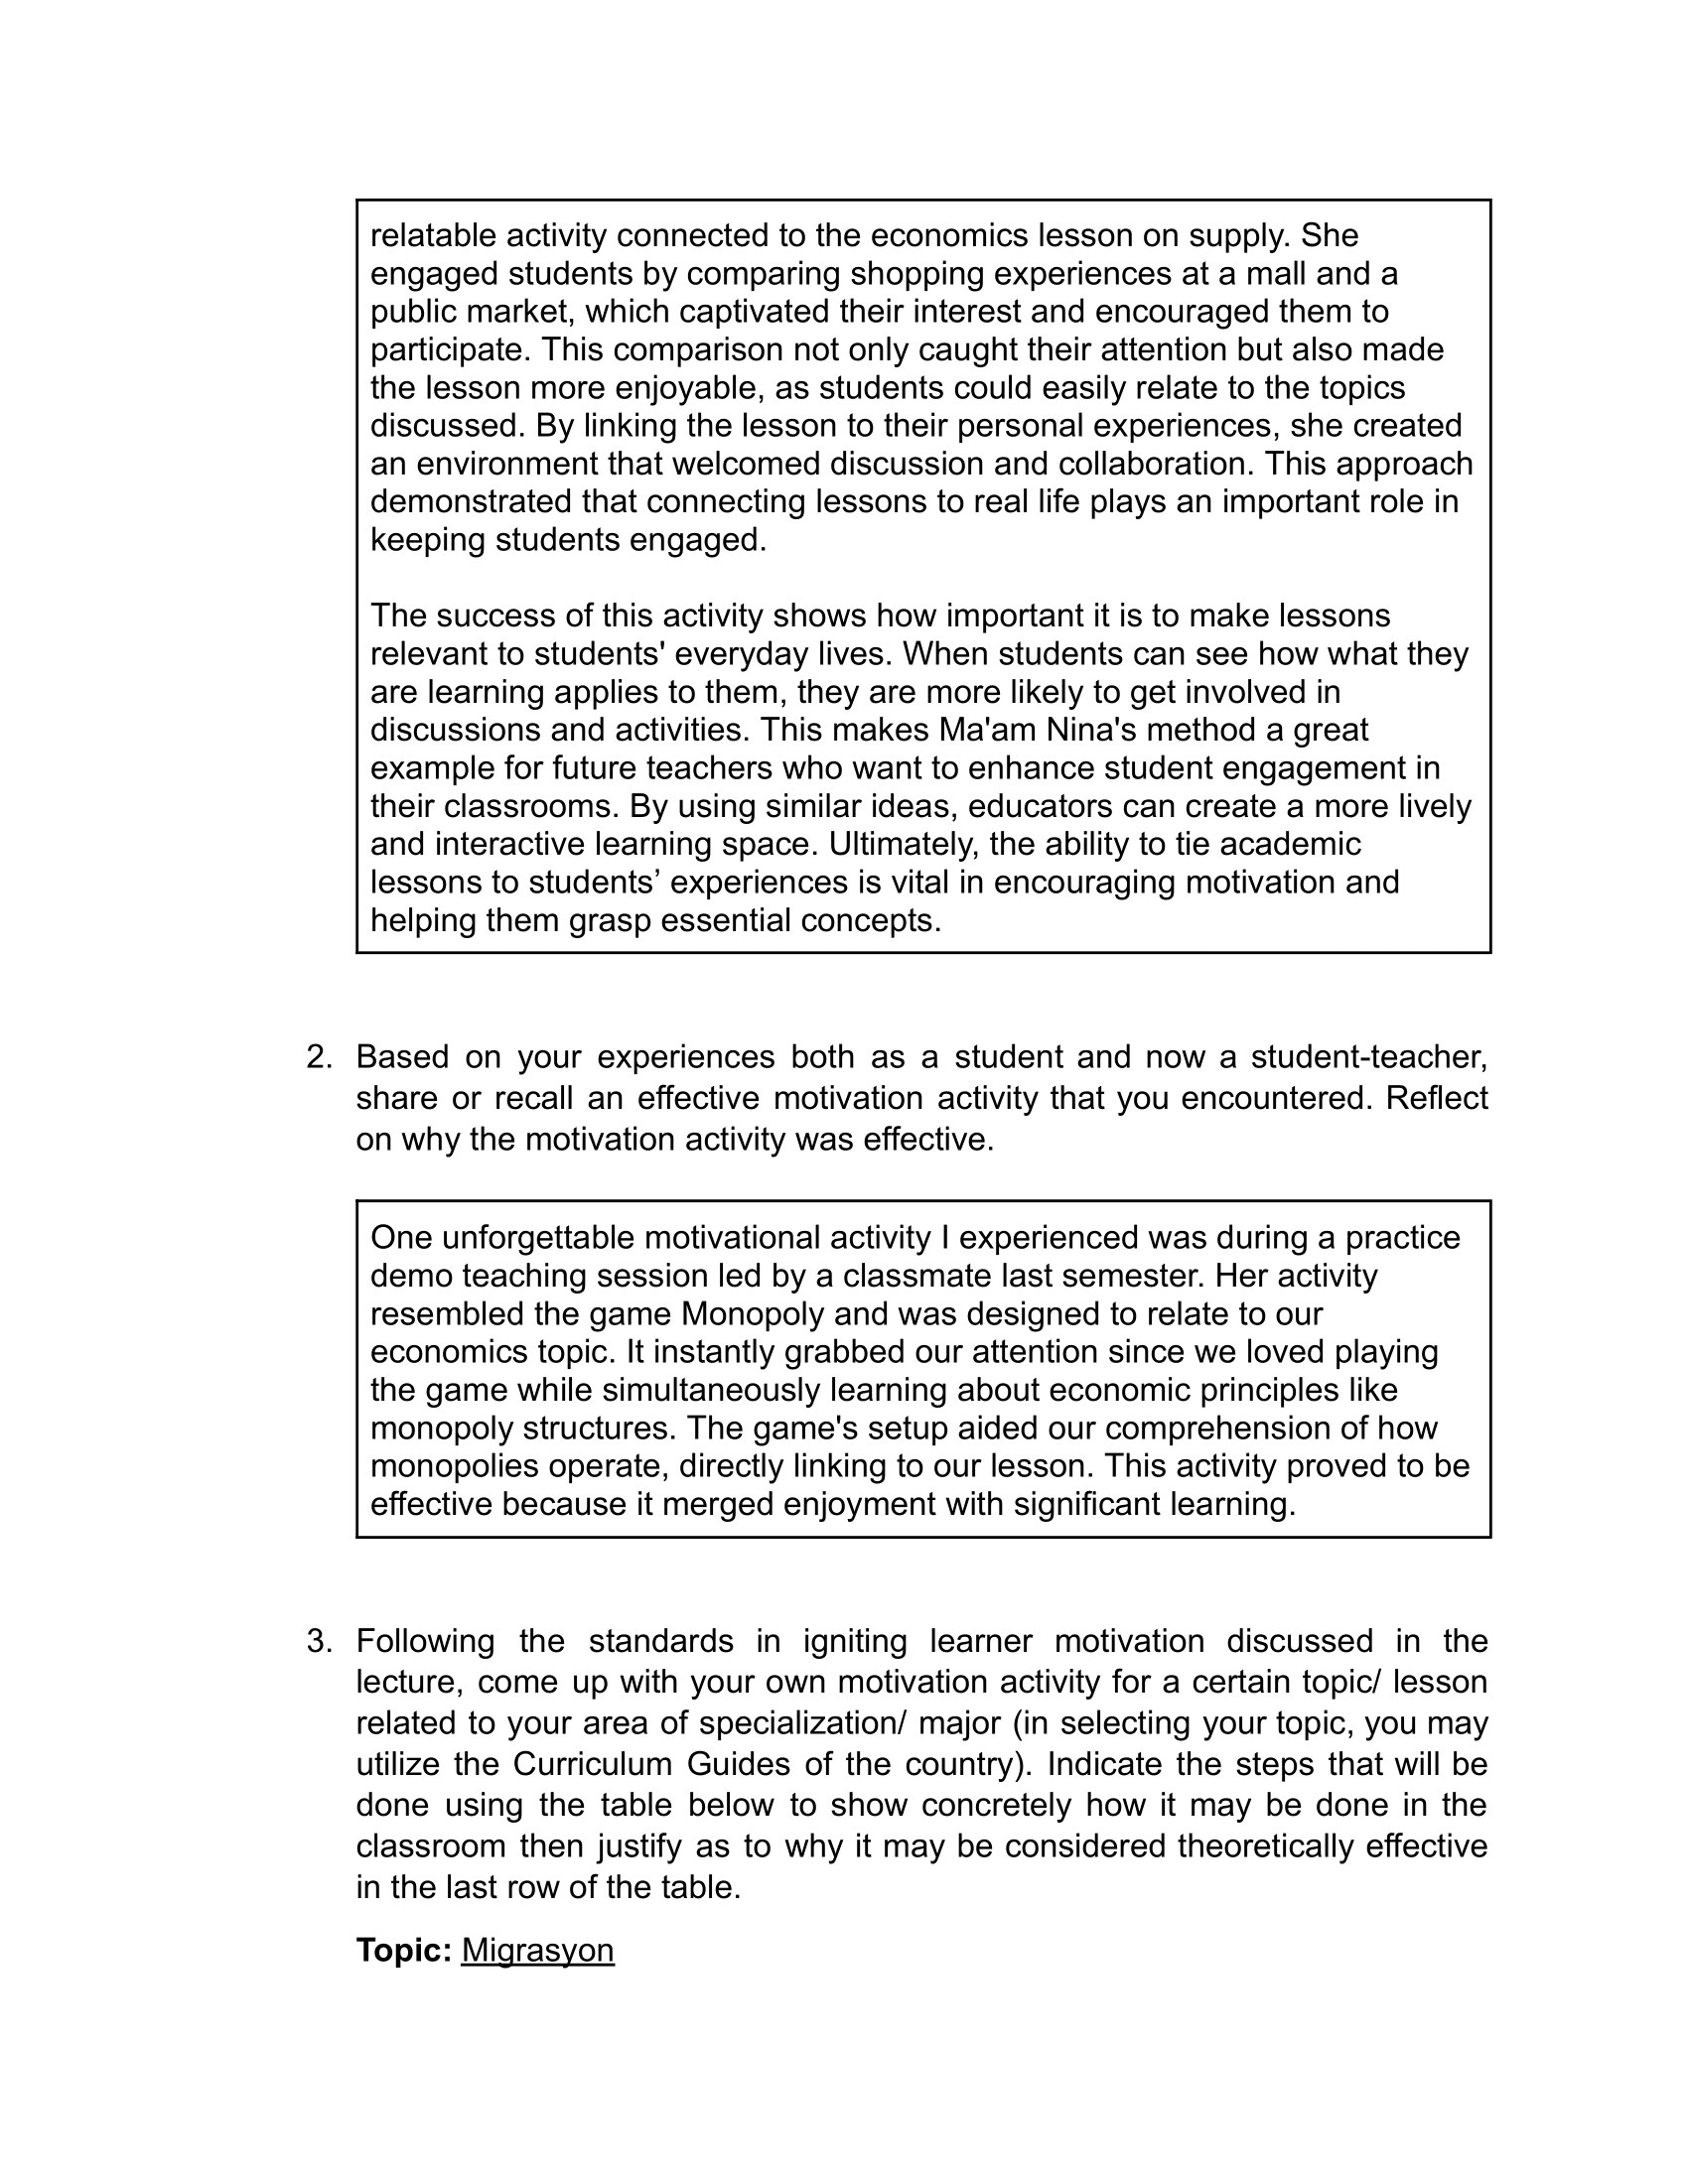 relatable activity connected to the economics lesson on supply. She
engaged students by comparing shopping experiences at a mall and a
public market, which captivated their interest and encouraged them to
participate. This comparison not only caught their attention but also made
the lesson more enjoyable, as students could easily relate to the topics
discussed. By linking the lesson to their personal experiences, she created
an environment that welcomed discussion and collaboration. This approach
demonstrated that connecting lessons to real life plays an important role in
keeping students engaged.

The success of this activity shows how important it is to make lessons
relevant to students' everyday lives. When students can see how what they
are learning applies to them, they are more likely to get involved in
discussions and activities. This makes Ma'am Nina's method a great
example for future teachers who want to enhance student engagement in
their classrooms. By using similar ideas, educators can create a more lively
and interactive learning space. Ultimately, the ability to tie academic
lessons to students’ experiences is vital in encouraging motivation and
helping them grasp essential concepts.

2. Based on your experiences both as a student and now a student-teacher,
share or recall an effective motivation activity that you encountered. Reflect
on why the motivation activity was effective.

One unforgettable motivational activity I experienced was during a practice
demo teaching session led by a classmate last semester. Her activity
resembled the game Monopoly and was designed to relate to our
economics topic. It instantly grabbed our attention since we loved playing
the game while simultaneously learning about economic principles like
monopoly structures. The game's setup aided our comprehension of how
monopolies operate, directly linking to our lesson. This activity proved to be
effective because it merged enjoyment with significant learning.

3. Following the standards in igniting learner motivation discussed in the
lecture, come up with your own motivation activity for a certain topic/ lesson
related to your area of specialization/ major (in selecting your topic, you may
utilize the Curriculum Guides of the country). Indicate the steps that will be
done using the table below to show concretely how it may be done in the
classroom then justify as to why it may be considered theoretically effective
in the last row of the table.

Topic: Migrasyon